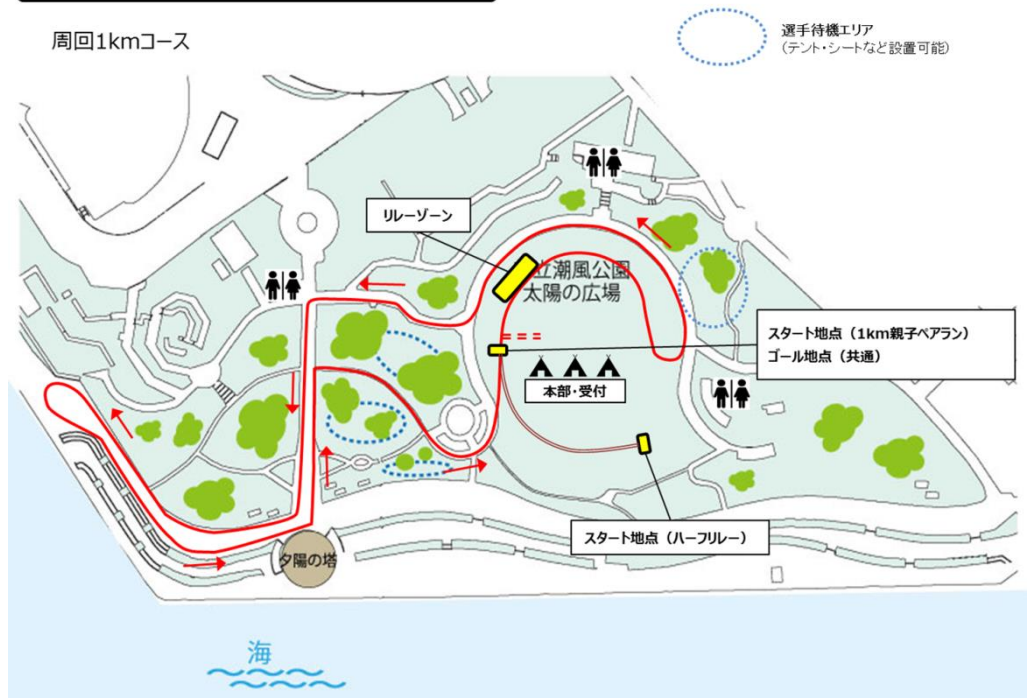 周回1kmコース
選手待機エリア
(テント・シートなど設置可能)
リレーゾーン
立潮風公園
太陽の広場
スタート地点（1km親子ペアラン）
ゴール地点（共通）
本部・受付
スタート地点（ハーフリレー）
夕陽の塔
海